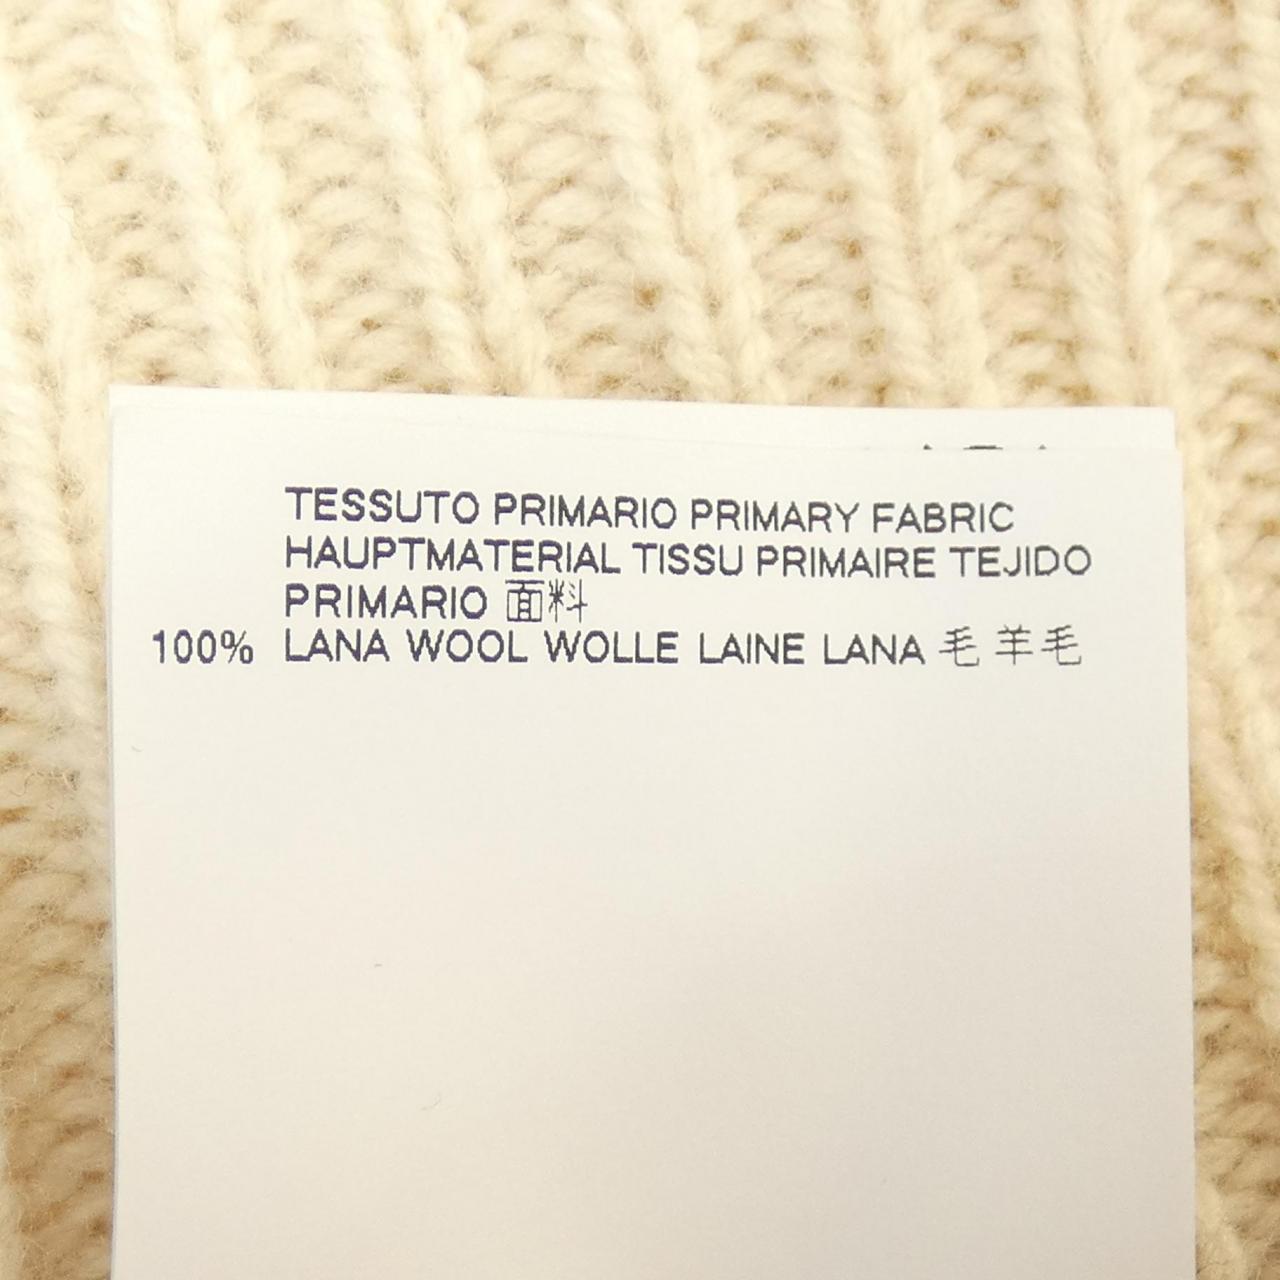 TESSUTO PRIMARIO PRIMARY FABRIC
HAUPTMATERIAL TISSU PRIMAIRE TEJIDO
PRIMARIO 面料
100% LANA WOOL WOLLE LAINE LANA 毛 羊毛